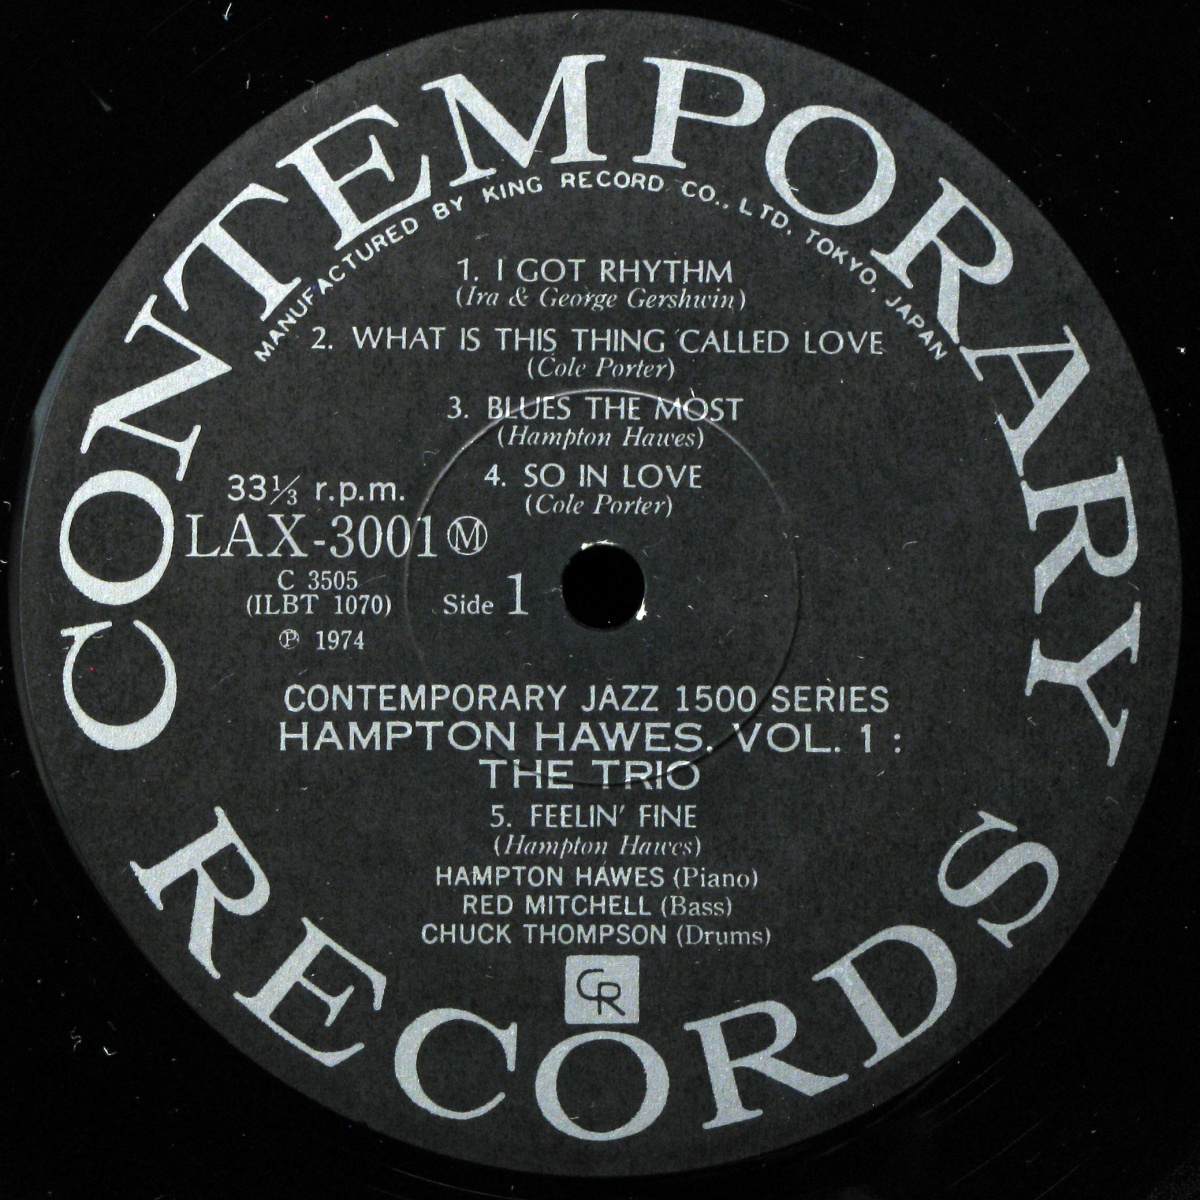 CONTEMPORARY
MANUFACTURED BY KING RECORD CO., LTD, TOKYO, JAPAN
1. I GOT RHYTHM
(Ira & George Gershwin)
2. WHAT IS THIS THING CALLED LOVE
(Cole Porter)
3. BLUES THE MOST
(Hampton Hawes)
4. SO IN LOVE
(Cole Porter)
33⅓ r.p.m.
LAX-3001 Ⓜ
C 3505
(ILBT 1070)
Side 1
℗ 1974
CONTEMPORARY JAZZ 1500 SERIES
HAMPTON HAWES. VOL. 1 :
THE TRIO
5. FEELIN' FINE
(Hampton Hawes)
HAMPTON HAWES (Piano)
RED MITCHELL (Bass)
CHUCK THOMPSON (Drums)
CR
RECORDS